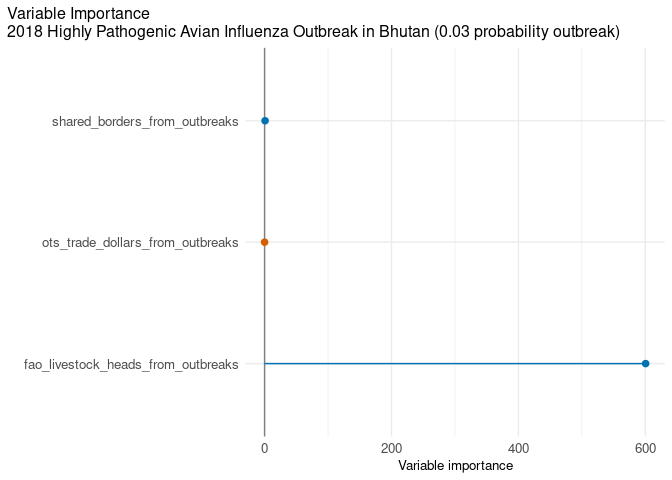 Variable Importance
2018 Highly Pathogenic Avian Influenza Outbreak in Bhutan (0.03 probability outbreak)
shared_borders_from_outbreaks
ots_trade_dollars_from_outbreaks
fao_livestock_heads_from_outbreaks
0 200 400 600
Variable importance